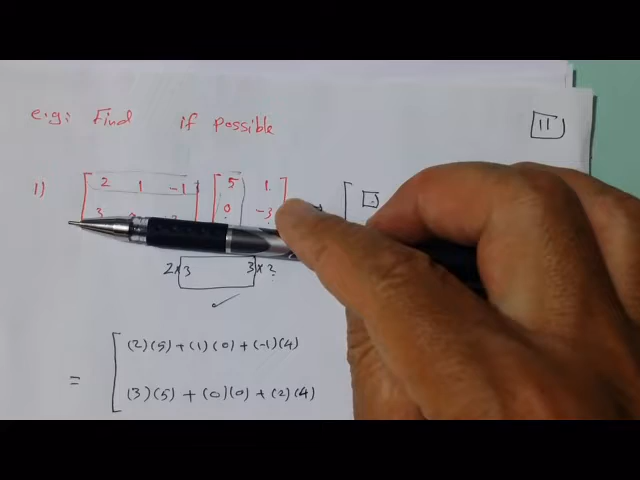 e.g: Find if possible
11
1) [ 2 1 -1 ] [ 5 1 ]
3 0 -3
2×3 3×2
✓
(2)(5) + (1)(0) + (-1)(4)
=
(3)(5) + (0)(0) + (2)(4)